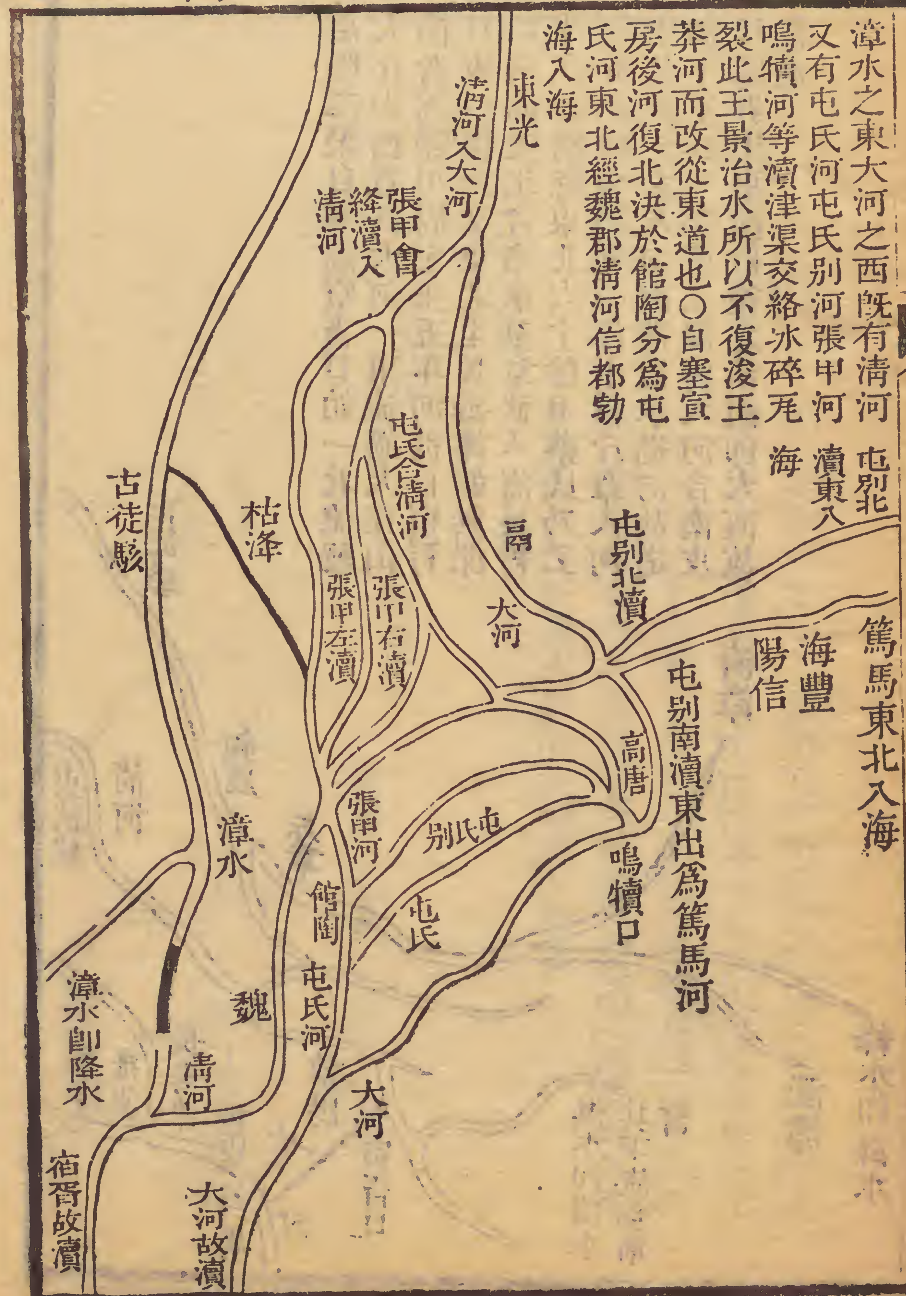 漳水之東大河之西旣有淸河
又有屯氏河屯氏別河張甲河
鳴犢河等瀆津渠交絡冰碎瓦
裂此王景治水所以不復浚王
莽河而改從東道也○自塞宣
房後河復北決於館陶分爲屯
氏河東北經魏郡淸河信都勃
海入海
屯別北
瀆東入
海
篤馬東北入海
海豐
陽信
屯別北瀆
屯別南瀆東出爲篤馬河
東光
淸河入大河
張甲會
絳瀆入
淸河
屯氏合淸河
鬲
大河
高唐
鳴犢口
張甲右瀆
張甲左瀆
枯洚
古徒駭
張甲河
屯氏別
屯氏
館陶
屯氏河
魏
漳水
漳水卽降水
淸河
大河
大河故瀆
宿胥故瀆